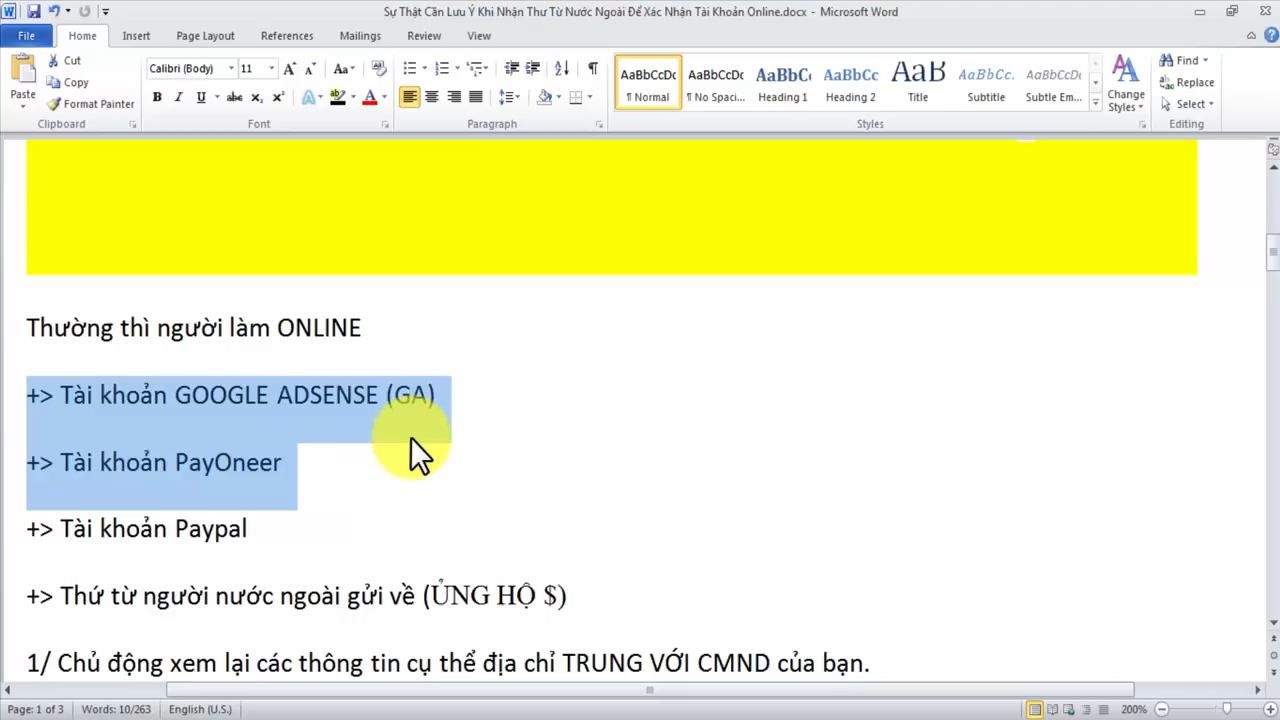 Sự Thật Cần Lưu Ý Khi Nhận Thư Từ Nước Ngoài Để Xác Nhận Tài Khoản Online.docx - Microsoft Word
File Home Insert Page Layout References Mailings Review View
Paste
Cut
Copy
Format Painter
Clipboard
Calibri (Body) 11
Font
Paragraph
AaBbCcDc AaBbCcDc AaBbC AaBbCc AaB AaBbCc. AaBbCcDc
¶ Normal ¶ No Spaci... Heading 1 Heading 2 Title Subtitle Subtle Em...
Change Styles
Styles
Find
Replace
Select
Editing
Thường thì người làm ONLINE
+> Tài khoản GOOGLE ADSENSE (GA)
+> Tài khoản PayOneer
+> Tài khoản Paypal
+> Thứ từ người nước ngoài gửi về (ỦNG HỘ $)
1/ Chủ động xem lại các thông tin cụ thể địa chỉ TRUNG VỚI CMND của bạn.
Page: 1 of 3 Words: 10/263 English (U.S.) 200%